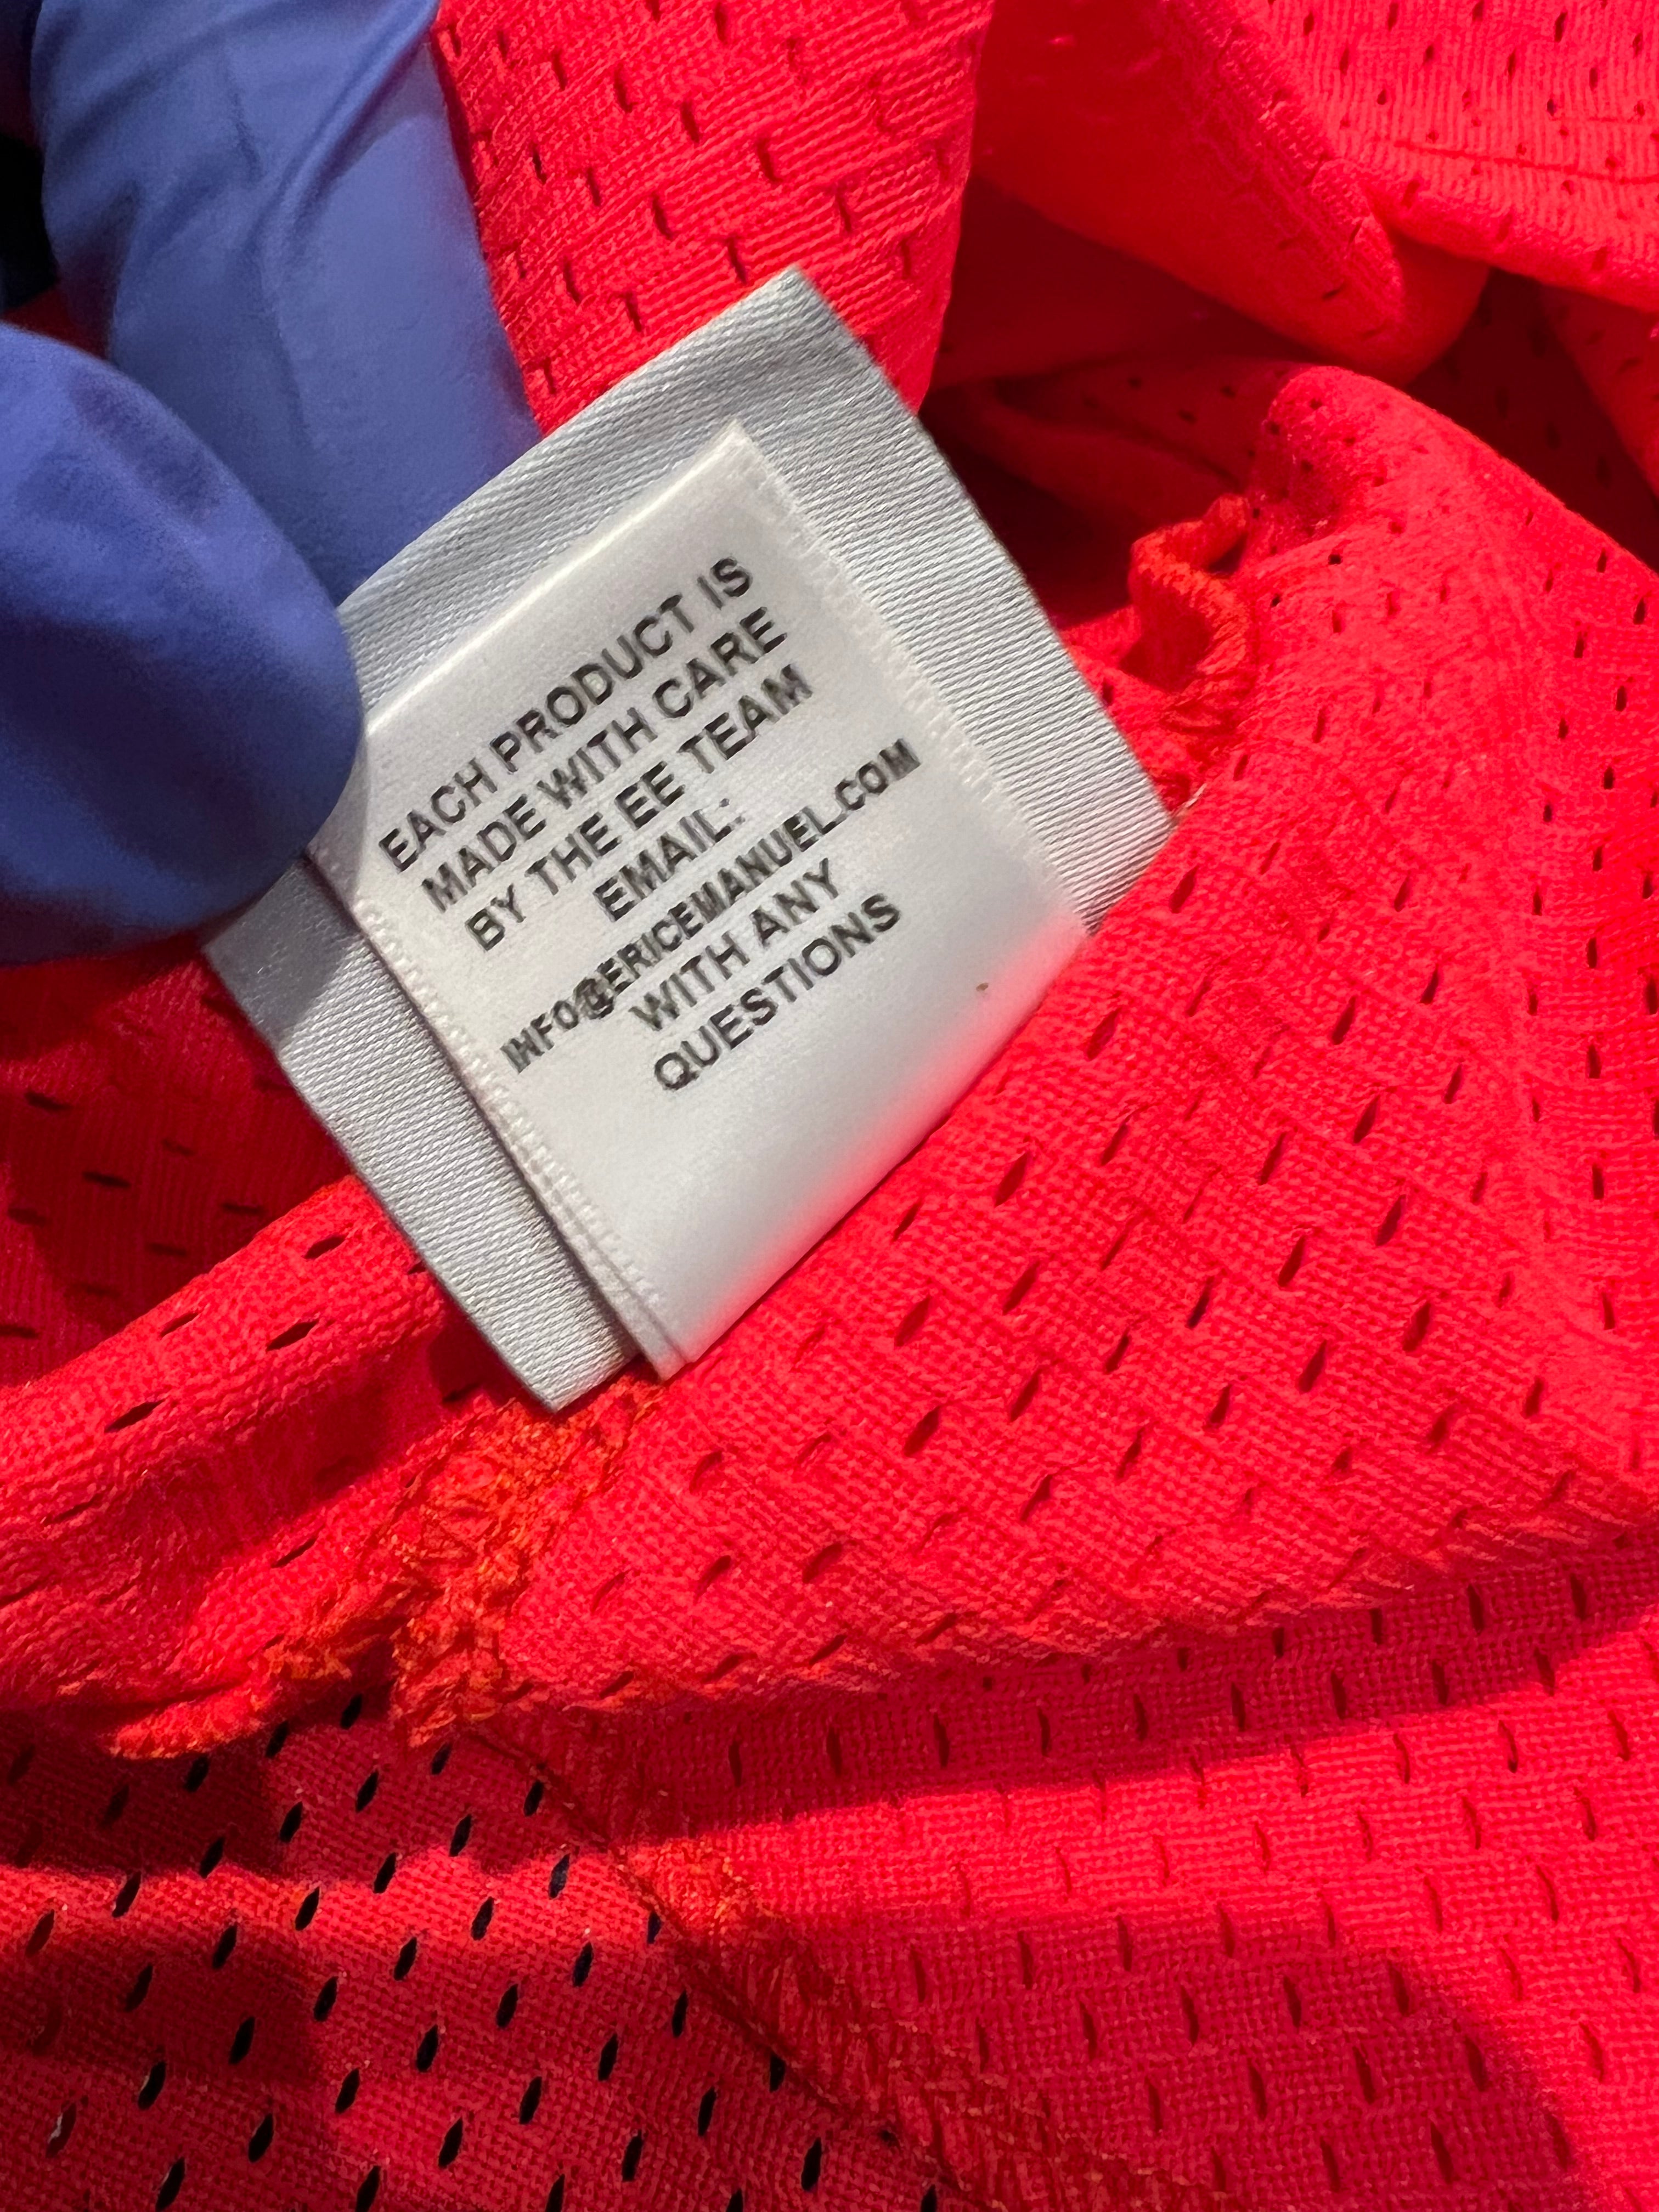 EACH PRODUCT IS
MADE WITH CARE
BY THE EE TEAM
EMAIL:
INFO@ERICEMANUEL.COM
WITH ANY
QUESTIONS